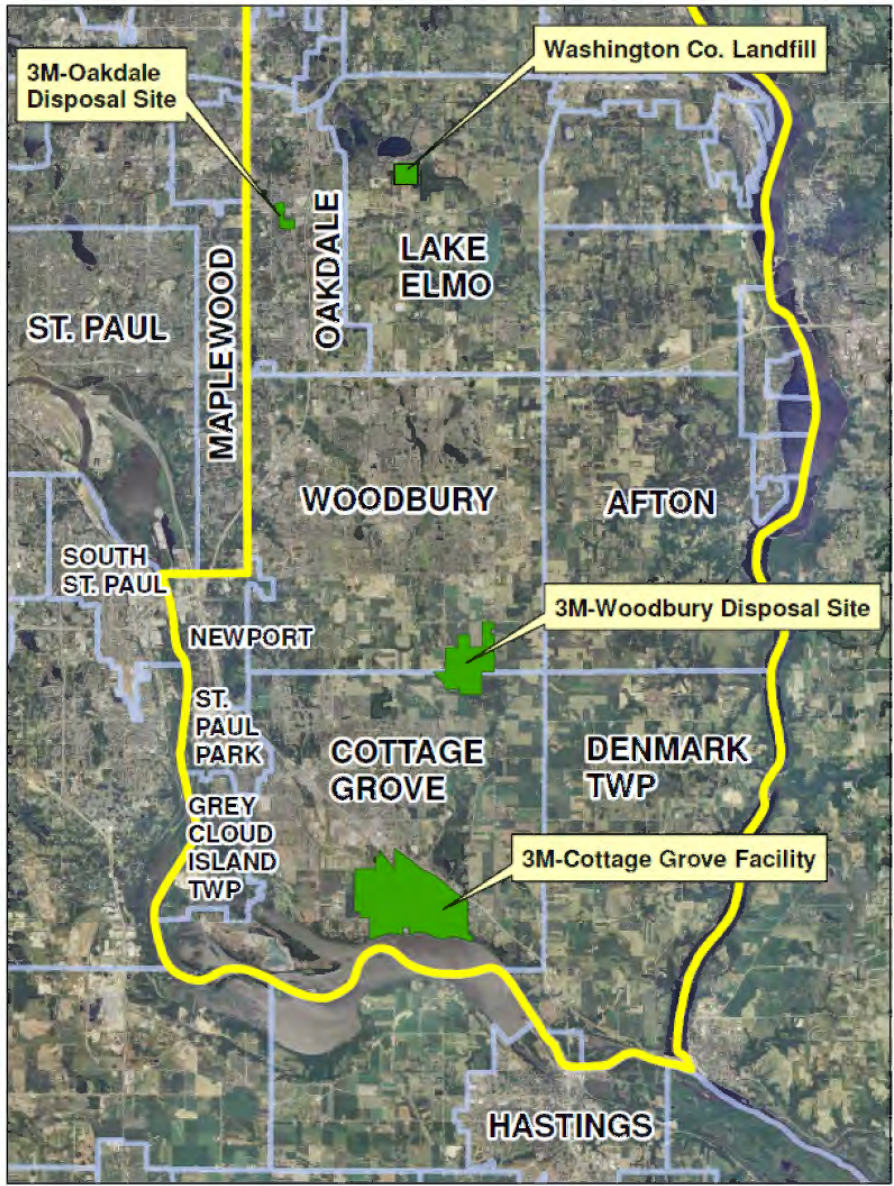 Washington Co. Landfill
3M-Oakdale
Disposal Site
OAKDALE
LAKE
ELMO
MAPLEWOOD
ST. PAUL
WOODBURY
AFTON
SOUTH
ST. PAUL
3M-Woodbury Disposal Site
NEWPORT
ST.
PAUL
PARK
COTTAGE
GROVE
DENMARK
TWP
GREY
CLOUD
ISLAND
TWP
3M-Cottage Grove Facility
HASTINGS